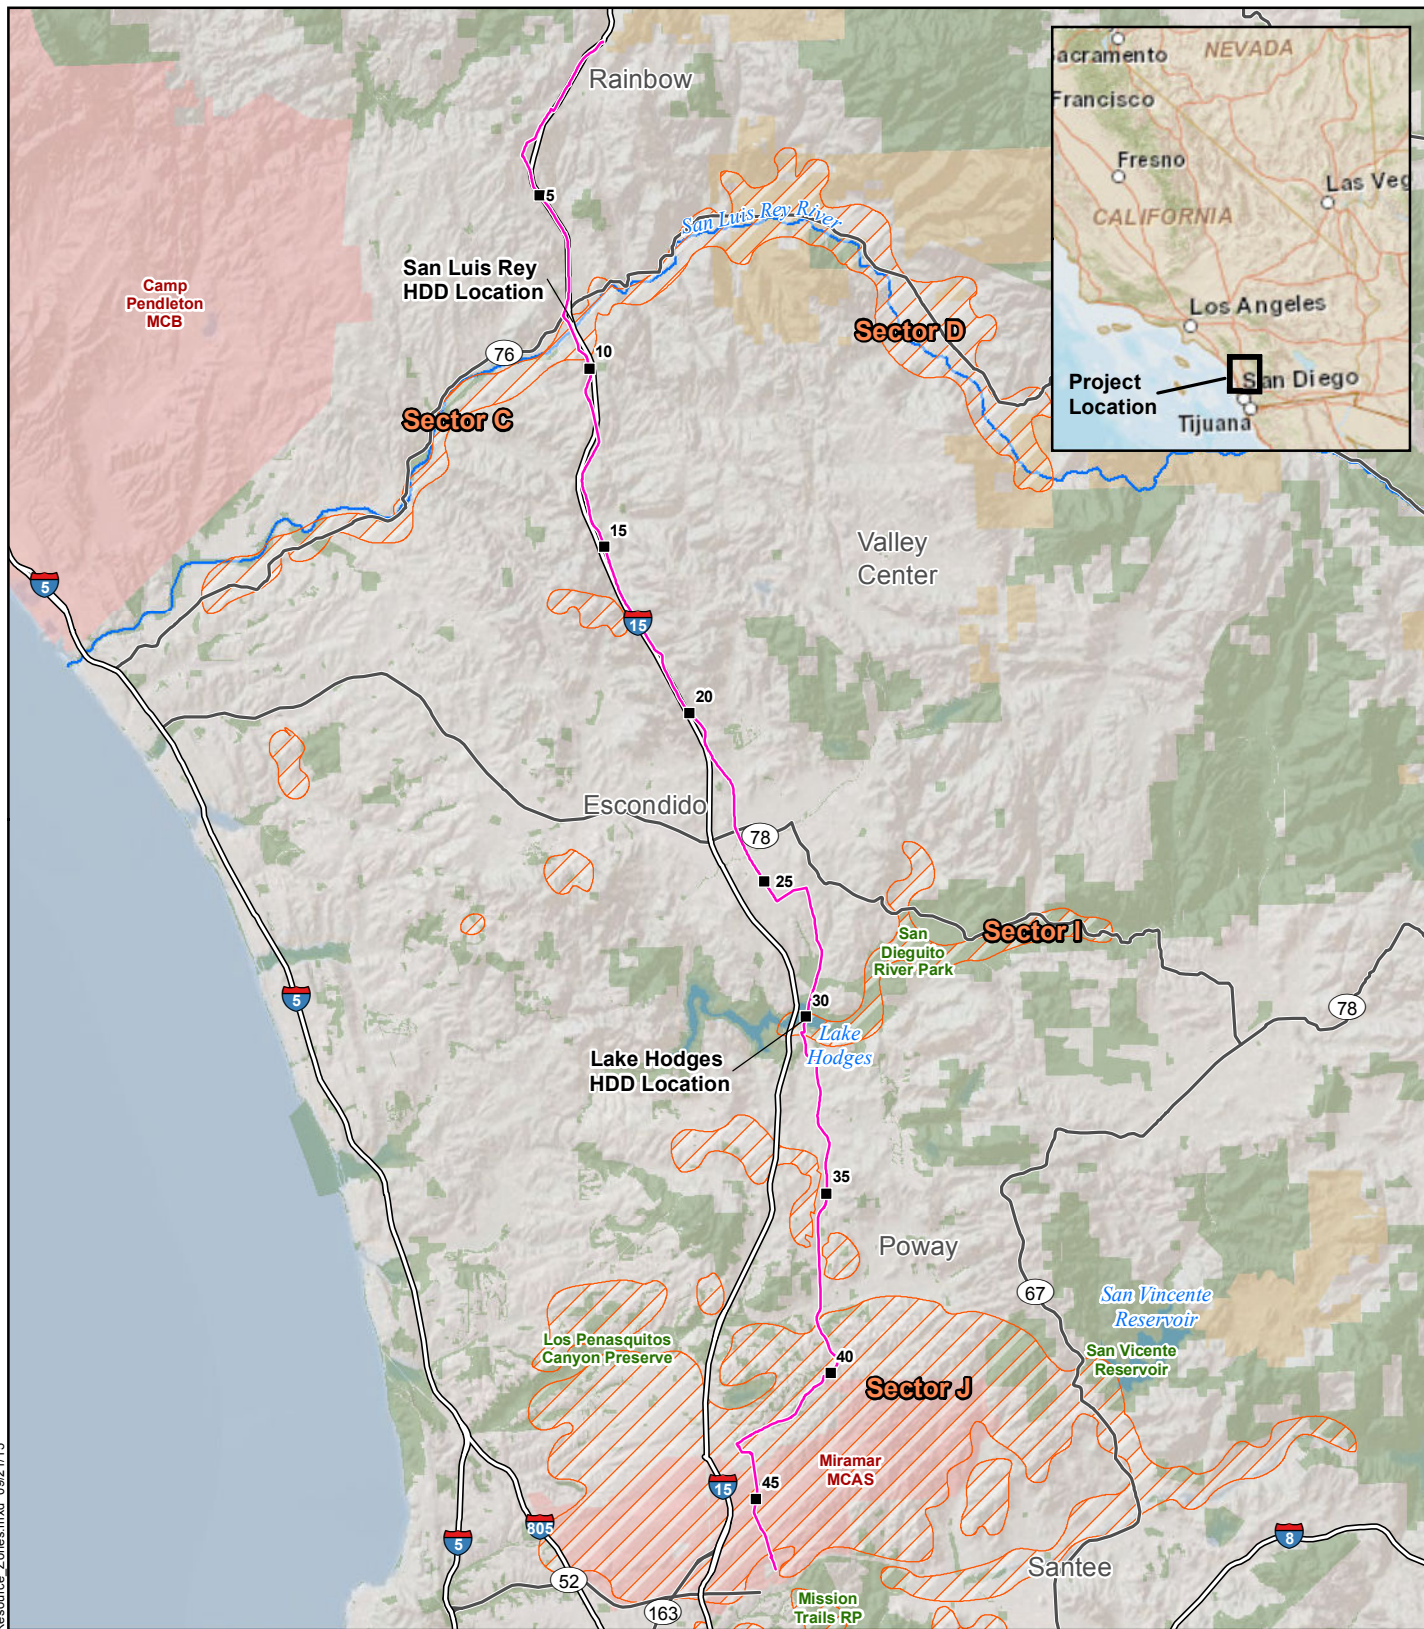 Rainbow
5
San Luis Rey River
San Luis Rey
HDD Location
Camp
Pendleton
MCB
Sector D
76
10
Sector C
15
Valley
Center
5
15
20
Escondido
78
25
San
Dieguito
River Park
Sector I
5
30
78
Lake
Hodges
Lake Hodges
HDD Location
35
Poway
67
San Vincente
Reservoir
Los Penasquitos
Canyon Preserve
San Vicente
Reservoir
40
Sector J
Miramar
MCAS
15
45
805
5
8
52
Santee
163
Mission
Trails RP
acramento
NEVADA
Francisco
Fresno
Las Veg
CALIFORNIA
Los Angeles
Project
Location
San Diego
Tijuana